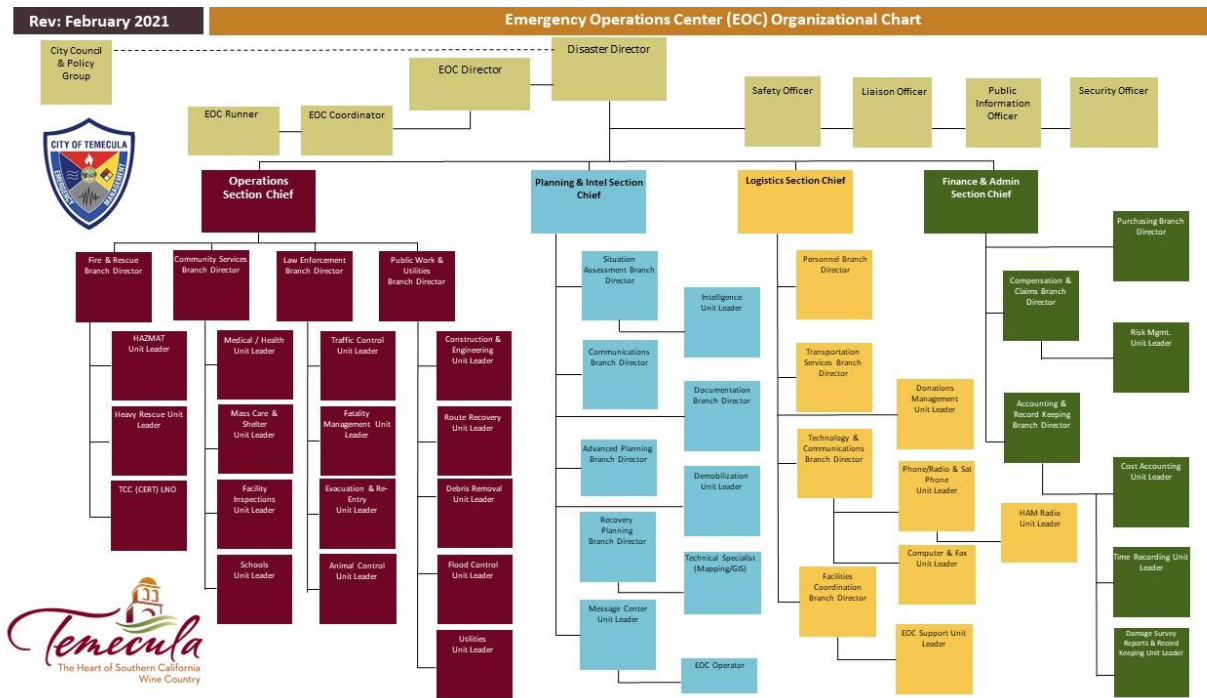 Rev: February 2021
Emergency Operations Center (EOC) Organizational Chart
City Council
& Policy
Group
Disaster Director
EOC Director
EOC Runner
EOC Coordinator
Safety Officer
Liaison Officer
Public
Information
Officer
Security Officer
CITY OF TEMECULA
EMERGENCY
MANAGEMENT
Operations
Section Chief
Fire & Rescue
Branch Director
Community Services
Branch Director
Law Enforcement
Branch Director
Public Work &
Utilities
Branch Director
HAZMAT
Unit Leader
Heavy Rescue Unit
Leader
TCC (CERT) LNO
Medical / Health
Unit Leader
Mass Care &
Shelter
Unit Leader
Facility
Inspections
Unit Leader
Schools
Unit Leader
Traffic Control
Unit Leader
Fatality
Management Unit
Leader
Evacuation & Re-
Entry
Unit Leader
Animal Control
Unit Leader
Construction &
Engineering
Unit Leader
Route Recovery
Unit Leader
Debris Removal
Unit Leader
Flood Control
Unit Leader
Utilities
Unit Leader
Planning & Intel Section
Chief
Situation
Assessment Branch
Director
Intelligence
Unit Leader
Communications
Branch Director
Documentation
Branch Director
Advanced Planning
Branch Director
Demobilization
Unit Leader
Recovery
Planning
Branch Director
Technical Specialist
(Mapping/GIS)
Message Center
Unit Leader
EOC Operator
Logistics Section Chief
Personnel Branch
Director
Transportation
Services Branch
Director
Donations
Management
Unit Leader
Technology &
Communications
Branch Director
Phone/Radio & Sat
Phone
Unit Leader
HAM Radio
Unit Leader
Computer & Fax
Unit Leader
Facilities
Coordination
Branch Director
EOC Support Unit
Leader
Finance & Admin
Section Chief
Purchasing Branch
Director
Compensation &
Claims Branch
Director
Risk Mgmt.
Unit Leader
Accounting &
Record Keeping
Branch Director
Cost Accounting
Unit Leader
Time Recording Unit
Leader
Damage Survey
Reports & Record
Keeping Unit Leader
Temecula
The Heart of Southern California
Wine Country